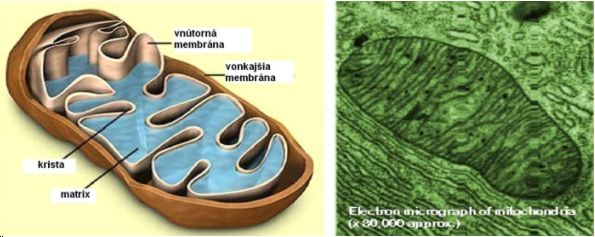 vnútorná
membrána
vonkajšia
membrána
krista
matrix
Electron micrograph of mitochondria
(x 80,000 approx.)